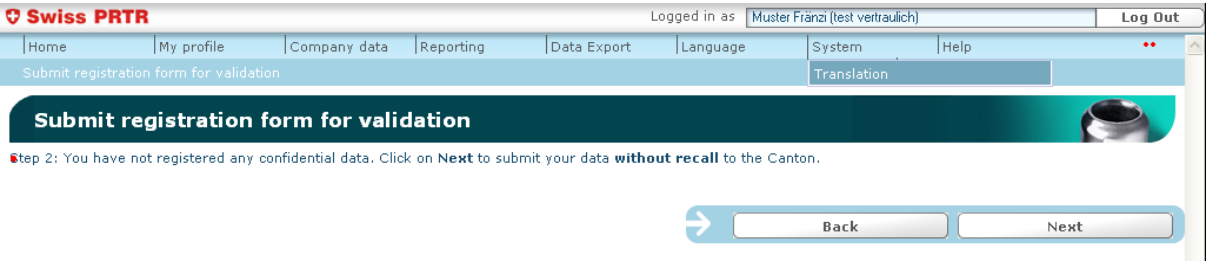 Swiss PRTR Logged in as Muster Fränzi (test vertraulich) Log Out
Home My profile Company data Reporting Data Export Language System Help
Submit registration form for validation Translation
Submit registration form for validation
Step 2: You have not registered any confidential data. Click on Next to submit your data without recall to the Canton.
Back Next